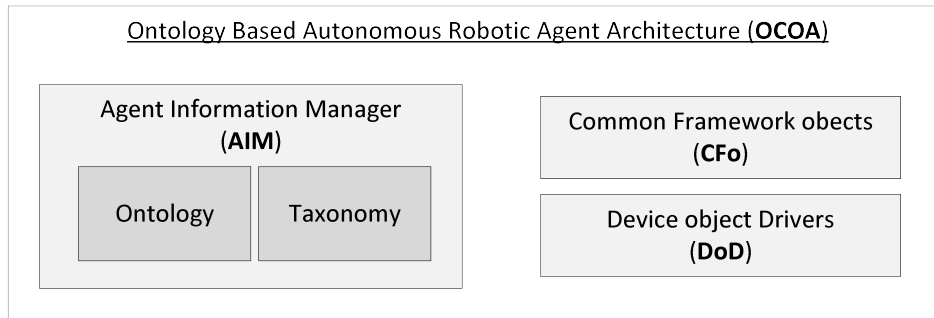 Ontology Based Autonomous Robotic Agent Architecture (OCOA)
Agent Information Manager
(AIM)
Ontology
Taxonomy
Common Framework obects
(CFo)
Device object Drivers
(DoD)